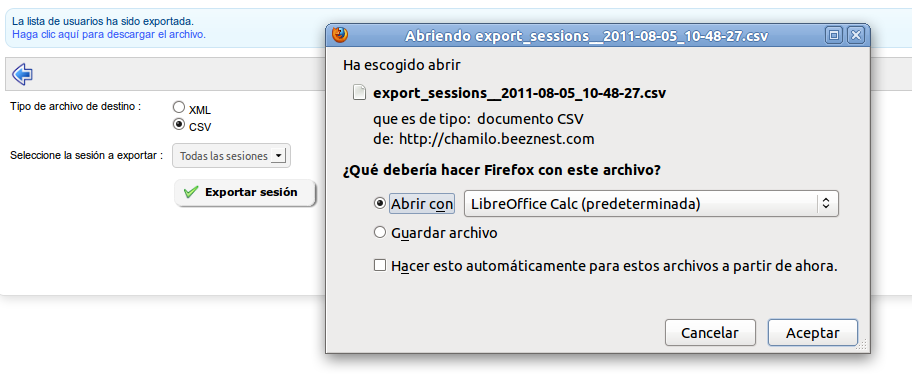 La lista de usuarios ha sido exportada.
Haga clic aquí para descargar el archivo.
Tipo de archivo de destino :
XML
CSV
Seleccione la sesión a exportar :
Todas las sesiones
Exportar sesión
Abriendo export_sessions__2011-08-05_10-48-27.csv
Ha escogido abrir
export_sessions__2011-08-05_10-48-27.csv
que es de tipo: documento CSV
de: http://chamilo.beeznest.com
¿Qué debería hacer Firefox con este archivo?
Abrir con
LibreOffice Calc (predeterminada)
Guardar archivo
Hacer esto automáticamente para estos archivos a partir de ahora.
Cancelar
Aceptar